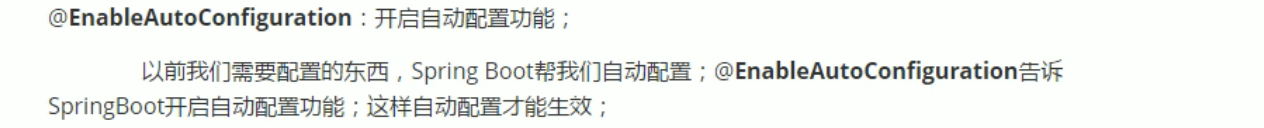 @EnableAutoConfiguration：开启自动配置功能；
以前我们需要配置的东西，Spring Boot帮我们自动配置；@EnableAutoConfiguration告诉
SpringBoot开启自动配置功能；这样自动配置才能生效；